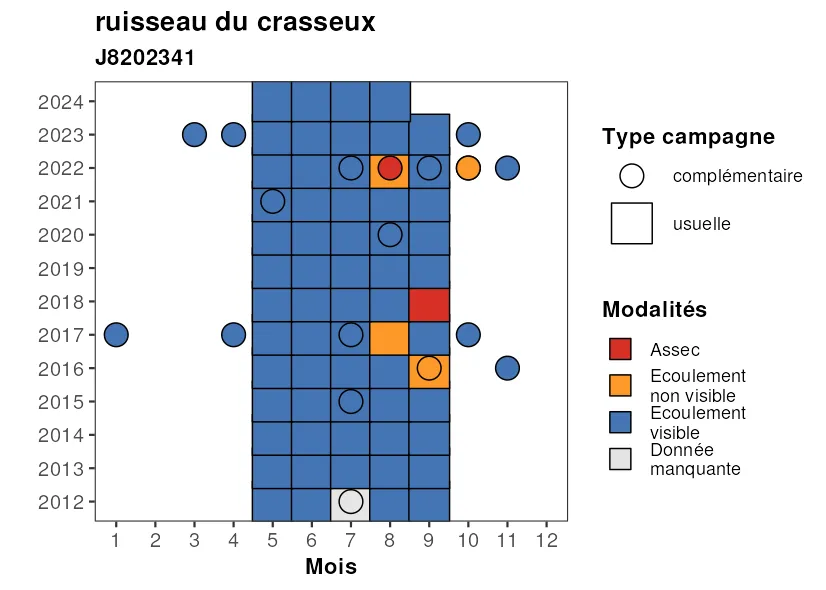 ruisseau du crasseux
J8202341
2024
2023
2022
2021
2020
2019
2018
2017
2016
2015
2014
2013
2012
1 2 3 4 5 6 7 8 9 10 11 12
Mois
Type campagne
complémentaire
usuelle
Modalités
Assec
Ecoulement
non visible
Ecoulement
visible
Donnée
manquante